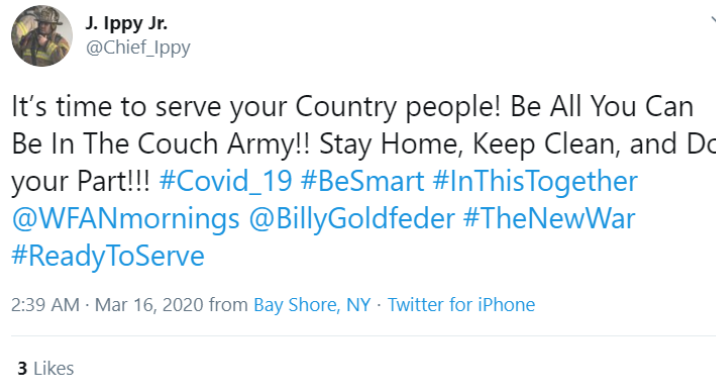 J. Ippy Jr.
@Chief_Ippy
It's time to serve your Country people! Be All You Can
Be In The Couch Army!! Stay Home, Keep Clean, and Do
your Part!!! #Covid_19 #BeSmart #InThisTogether
@WFANmornings @BillyGoldfeder #TheNewWar
#ReadyToServe
2:39 AM · Mar 16, 2020 from Bay Shore, NY · Twitter for iPhone
3 Likes